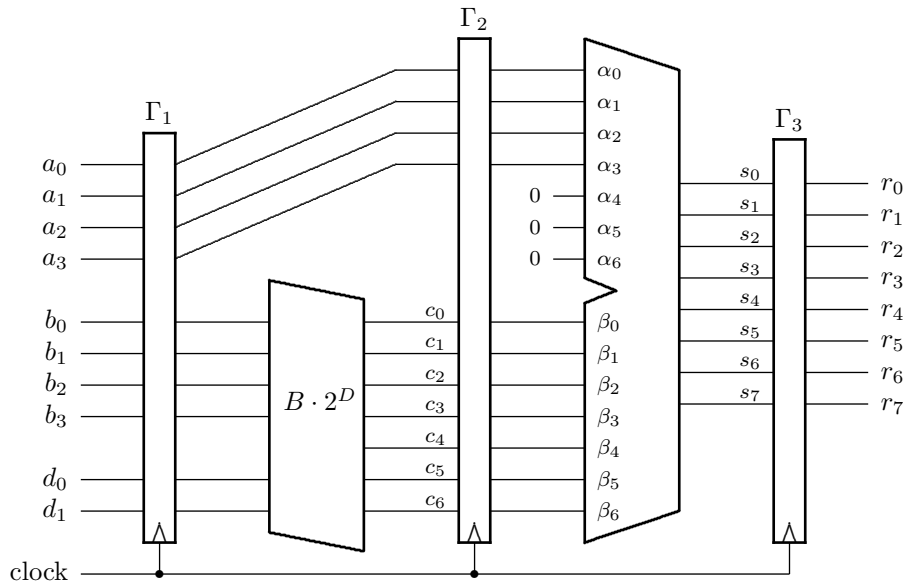 Γ₂
Γ₁
Γ₃
a₀
a₁
a₂
a₃
b₀
b₁
b₂
b₃
d₀
d₁
clock
B · 2ᴰ
c₀
c₁
c₂
c₃
c₄
c₅
c₆
0
0
0
α₀
α₁
α₂
α₃
α₄
α₅
α₆
β₀
β₁
β₂
β₃
β₄
β₅
β₆
s₀
s₁
s₂
s₃
s₄
s₅
s₆
s₇
r₀
r₁
r₂
r₃
r₄
r₅
r₆
r₇